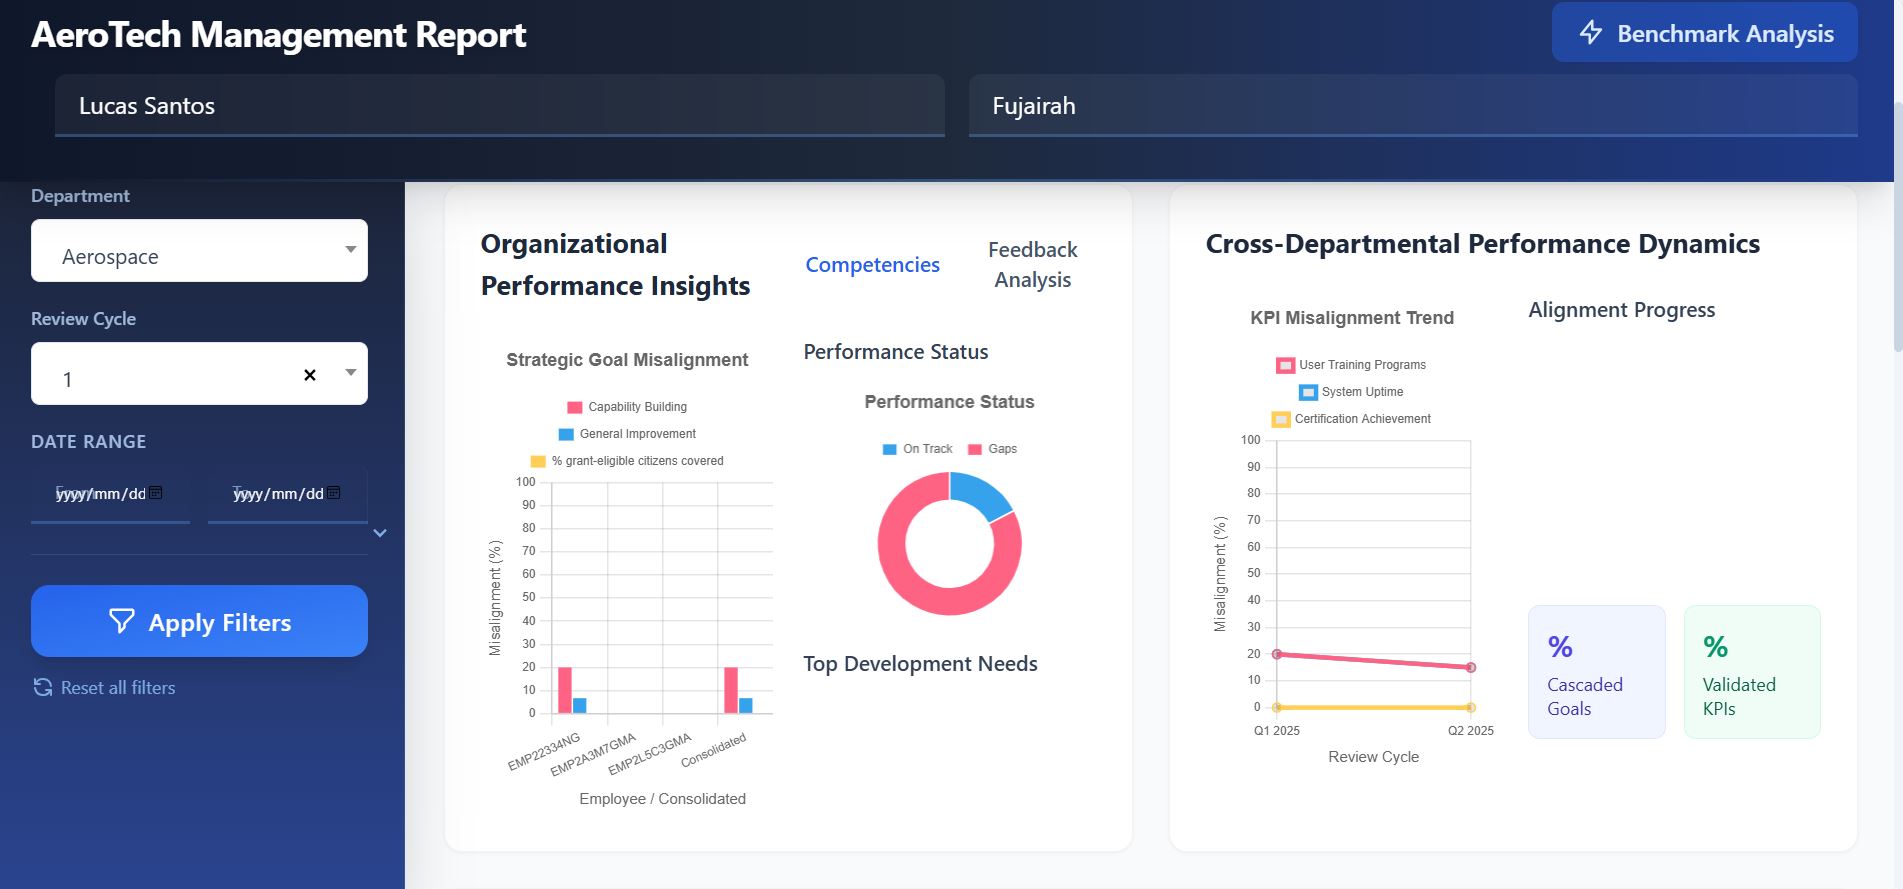 AeroTech Management Report
Benchmark Analysis
Lucas Santos
Fujairah
Department
Aerospace
Review Cycle
1
×
DATE RANGE
From
yyyy/mm/dd
To
yyyy/mm/dd
Apply Filters
Reset all filters
Organizational
Performance Insights
Competencies
Feedback
Analysis
Strategic Goal Misalignment
Capability Building
General Improvement
% grant-eligible citizens covered
100
90
80
70
60
50
40
30
20
10
0
Misalignment (%)
EMP22334NG
EMP2A3M7GMA
EMP2L5C3GMA
Consolidated
Employee / Consolidated
Performance Status
Performance Status
On Track
Gaps
Top Development Needs
Cross-Departmental Performance Dynamics
KPI Misalignment Trend
User Training Programs
System Uptime
Certification Achievement
100
90
80
70
60
50
40
30
20
10
0
Misalignment (%)
Q1 2025
Q2 2025
Review Cycle
Alignment Progress
%
Cascaded
Goals
%
Validated
KPIs